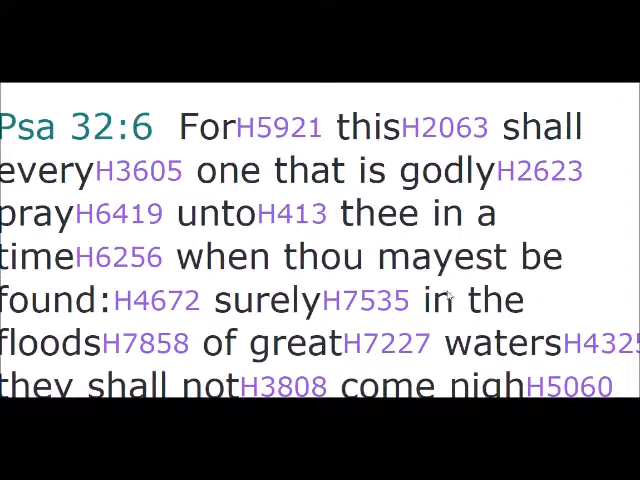 Psa 32:6 ForH5921 thisH2063 shall
everyH3605 one that is godlyH2623
prayH6419 untoH413 thee in a
timeH6256 when thou mayest be
found:H4672 surelyH7535 in the
floodsH7858 of greatH7227 watersH4325
they shall notH3808 come nighH5060